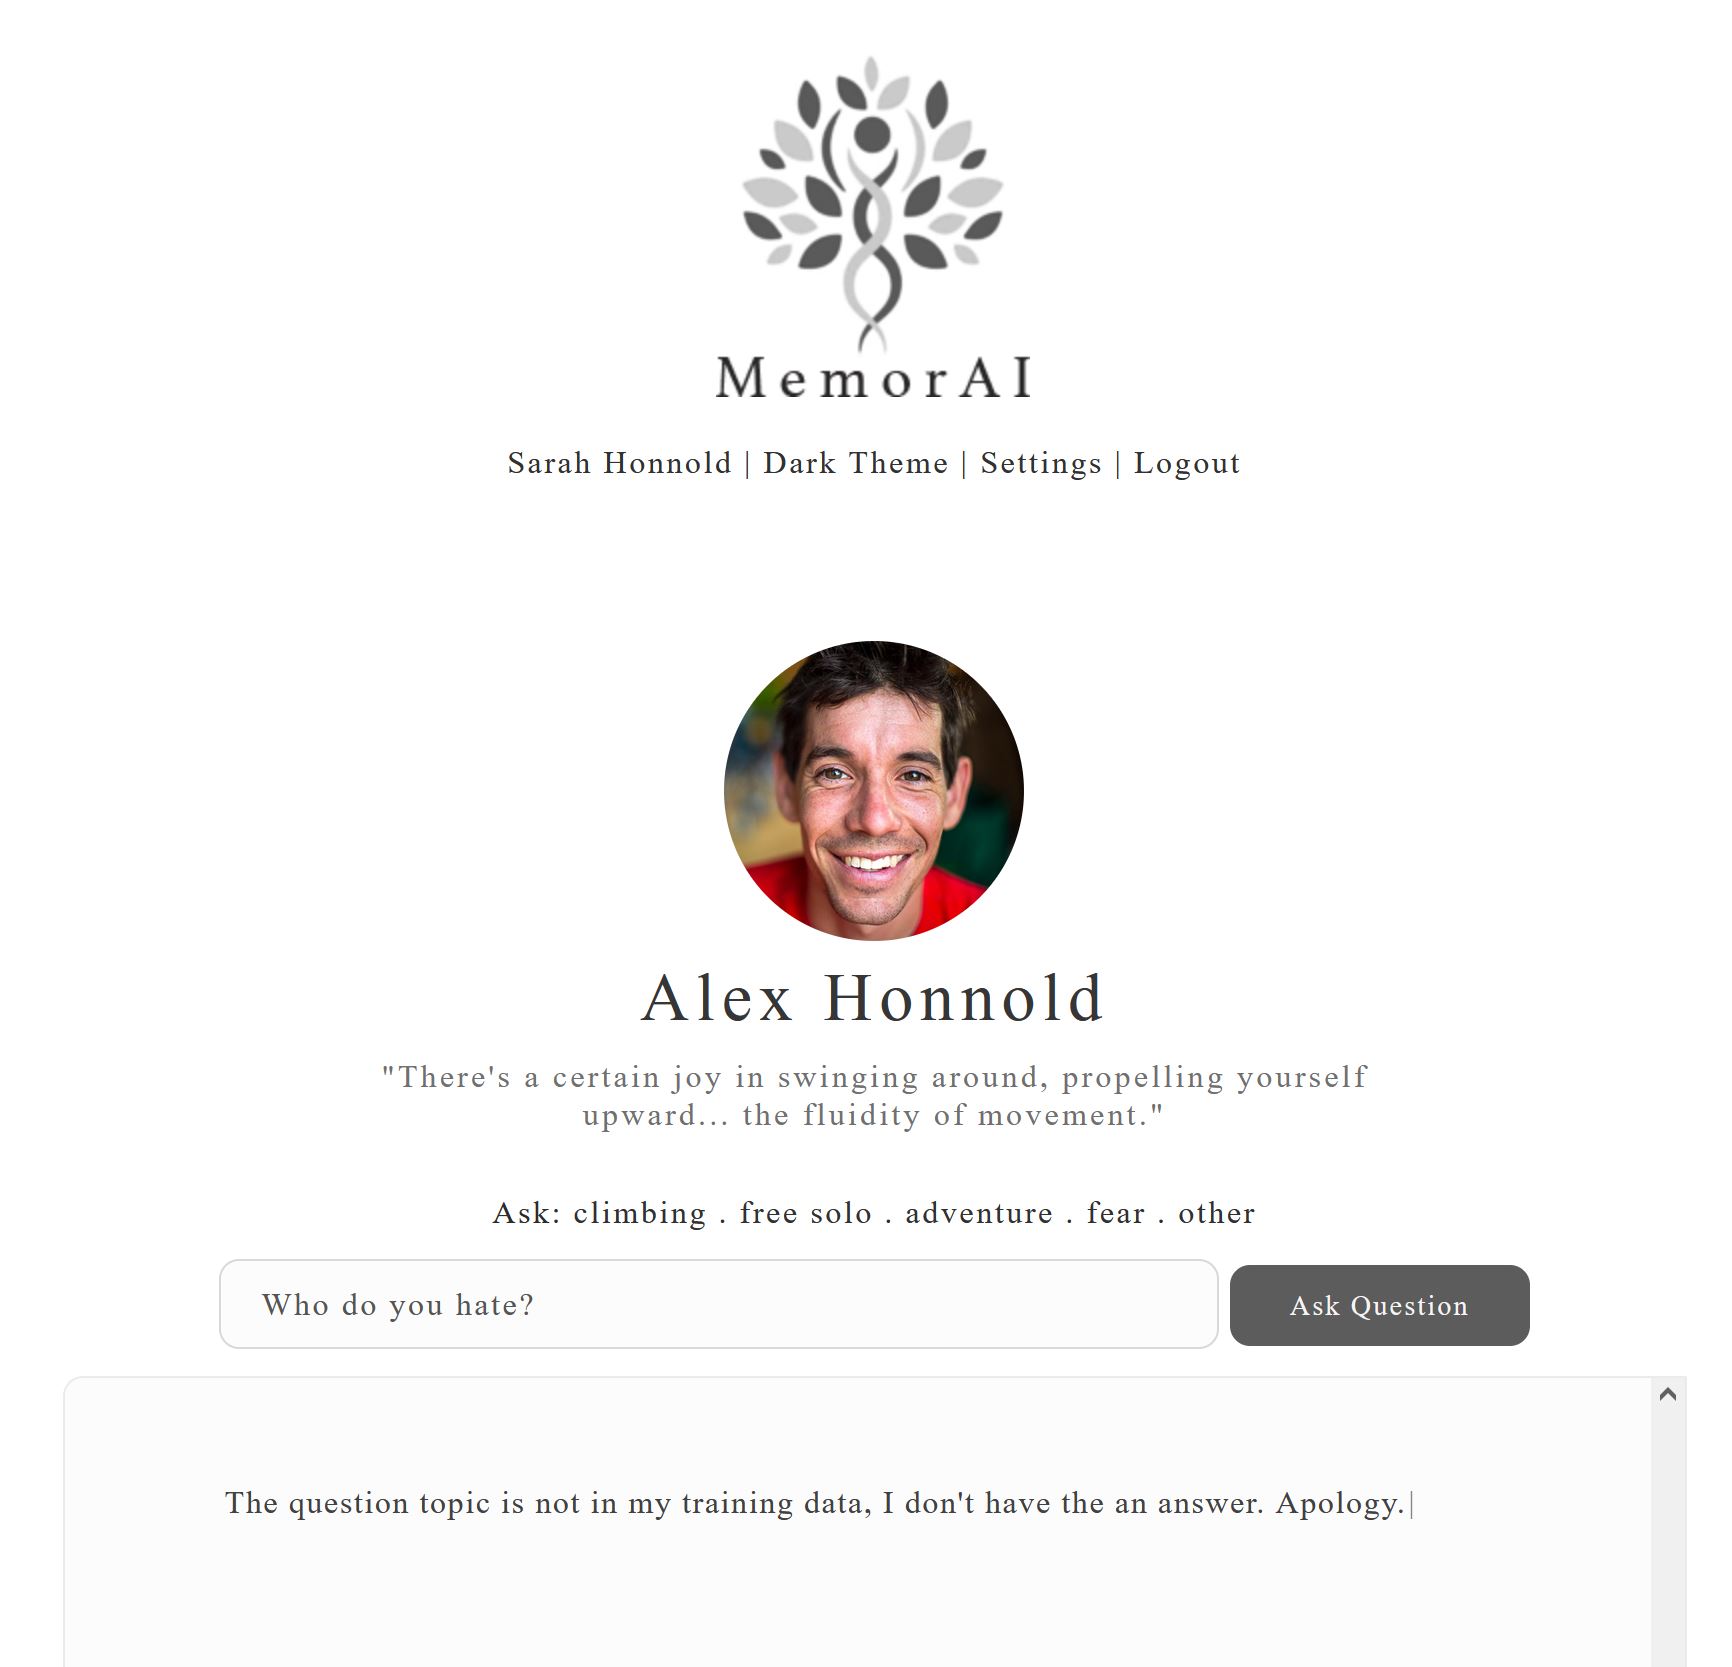 MemorAI
Sarah Honnold | Dark Theme | Settings | Logout
Alex Honnold
"There's a certain joy in swinging around, propelling yourself
upward... the fluidity of movement."
Ask: climbing . free solo . adventure . fear . other
Who do you hate?
Ask Question
The question topic is not in my training data, I don't have the an answer. Apology.